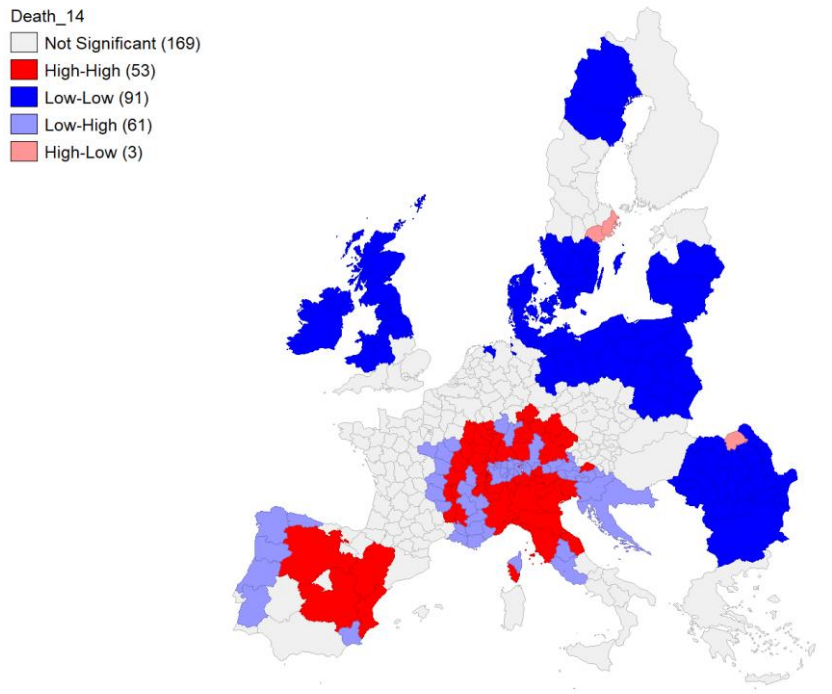 Death_14
Not Significant (169)
High-High (53)
Low-Low (91)
Low-High (61)
High-Low (3)